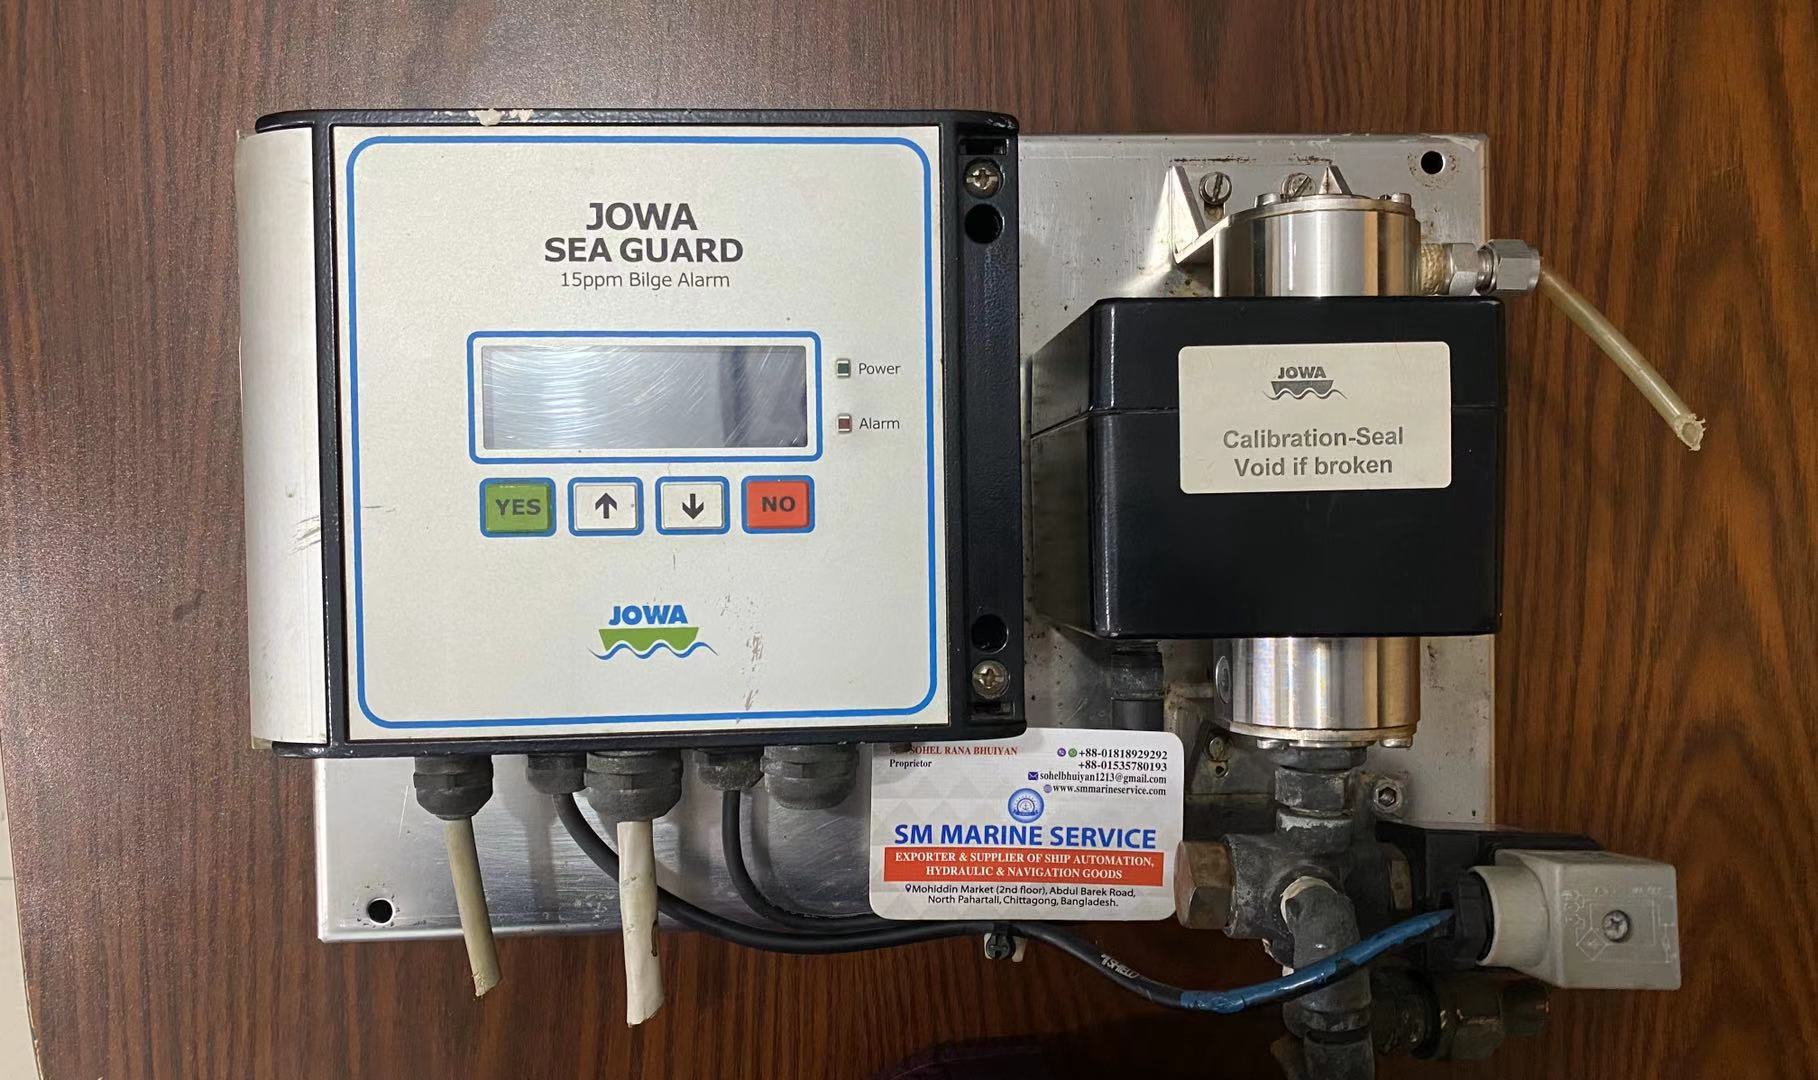 JOWA
SEA GUARD
15ppm Bilge Alarm
Power
Alarm
YES
NO
JOWA
JOWA
Calibration-Seal
Void if broken
SOHEL RANA BHUIYAN
Proprietor
+88-01818929292
+88-01535780193
sohelbhuiyan1213@gmail.com
www.smmarineservice.com
SM MARINE SERVICE
EXPORTER & SUPPLIER OF SHIP AUTOMATION,
HYDRAULIC & NAVIGATION GOODS
Mohiddin Market (2nd floor), Abdul Barek Road,
North Pahartali, Chittagong, Bangladesh.